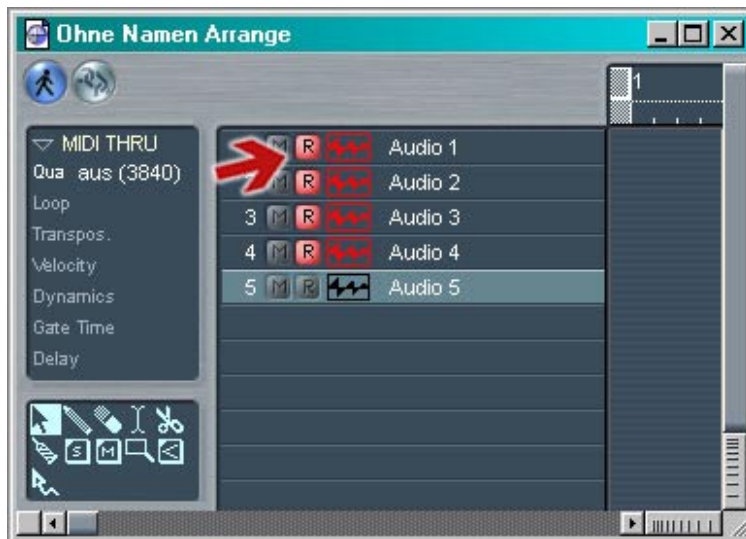 Ohne Namen Arrange
1
MIDI THRU
Qua aus (3840)
Loop
Transpos.
Velocity
Dynamics
Gate Time
Delay
M R Audio 1
M R Audio 2
3 M R Audio 3
4 M R Audio 4
5 M R Audio 5
S M